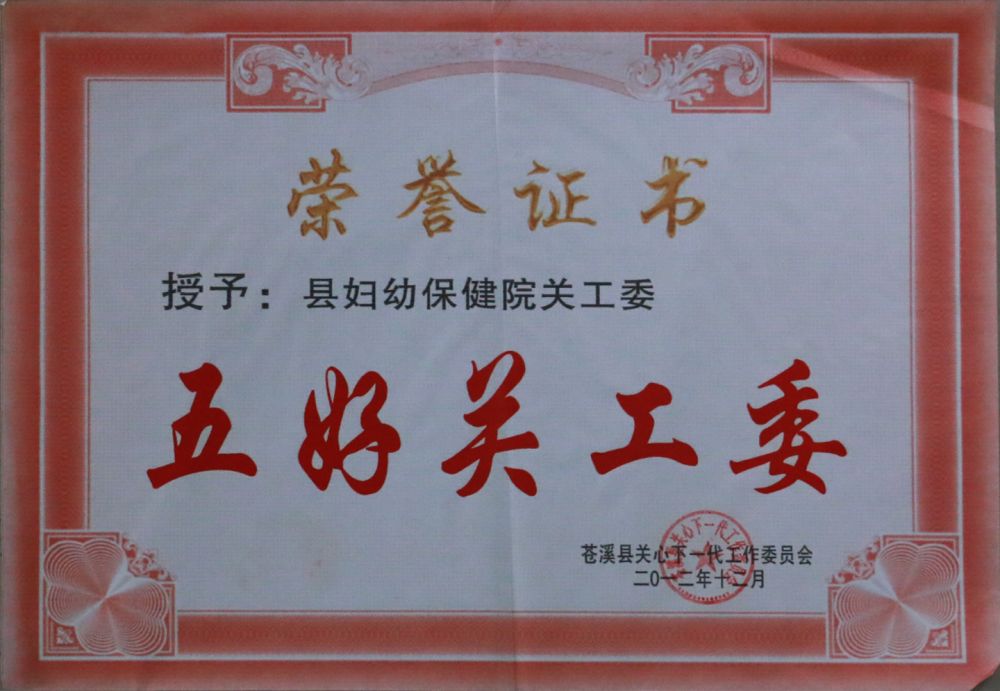 荣誉证书
授予：县妇幼保健院关工委
五好关工委
苍溪县关心下一代工作委员会
二〇一二年十二月